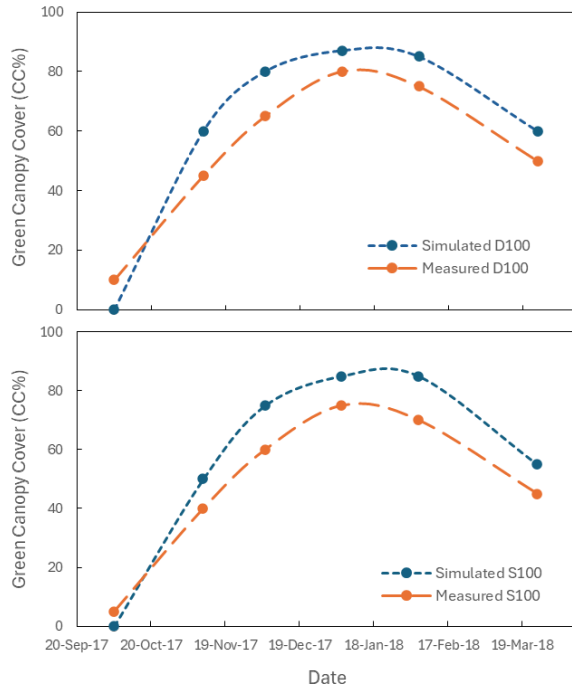 Green Canopy Cover (CC%)
100
80
60
40
20
0
Simulated D100
Measured D100
Green Canopy Cover (CC%)
100
80
60
40
20
0
Simulated S100
Measured S100
20-Sep-17 20-Oct-17 19-Nov-17 19-Dec-17 18-Jan-18 17-Feb-18 19-Mar-18
Date